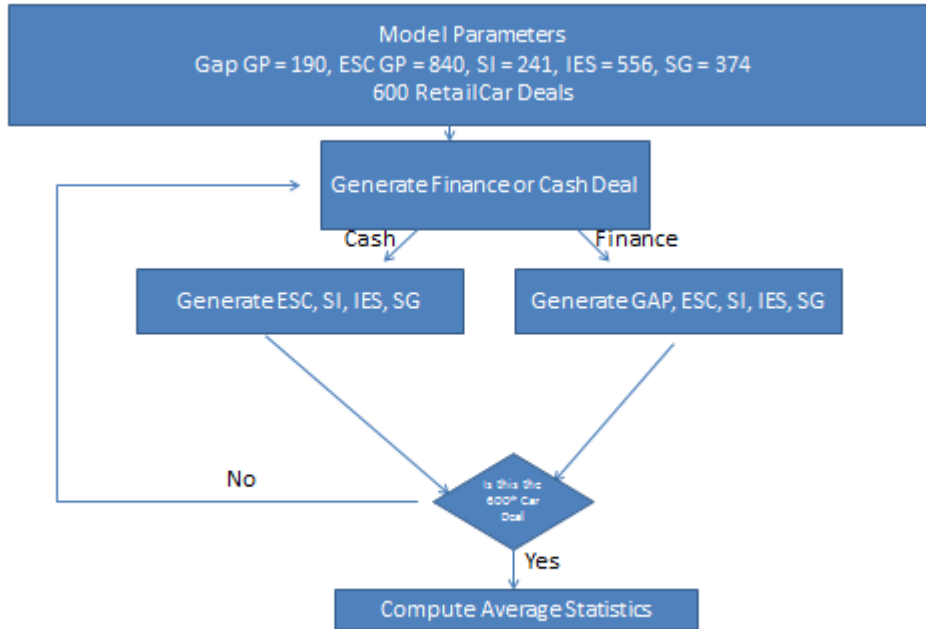 Model Parameters
Gap GP = 190, ESC GP = 840, SI = 241, IES = 556, SG = 374
600 RetailCar Deals
Generate Finance or Cash Deal
Cash
Finance
Generate ESC, SI, IES, SG
Generate GAP, ESC, SI, IES, SG
Is this the
600ᵗʰ Car
Deal
No
Yes
Compute Average Statistics